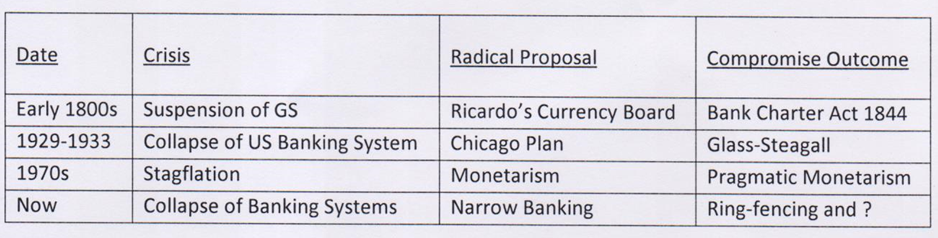 Date Crisis Radical Proposal Compromise Outcome
Early 1800s Suspension of GS Ricardo's Currency Board Bank Charter Act 1844
1929-1933 Collapse of US Banking System Chicago Plan Glass-Steagall
1970s Stagflation Monetarism Pragmatic Monetarism
Now Collapse of Banking Systems Narrow Banking Ring-fencing and ?